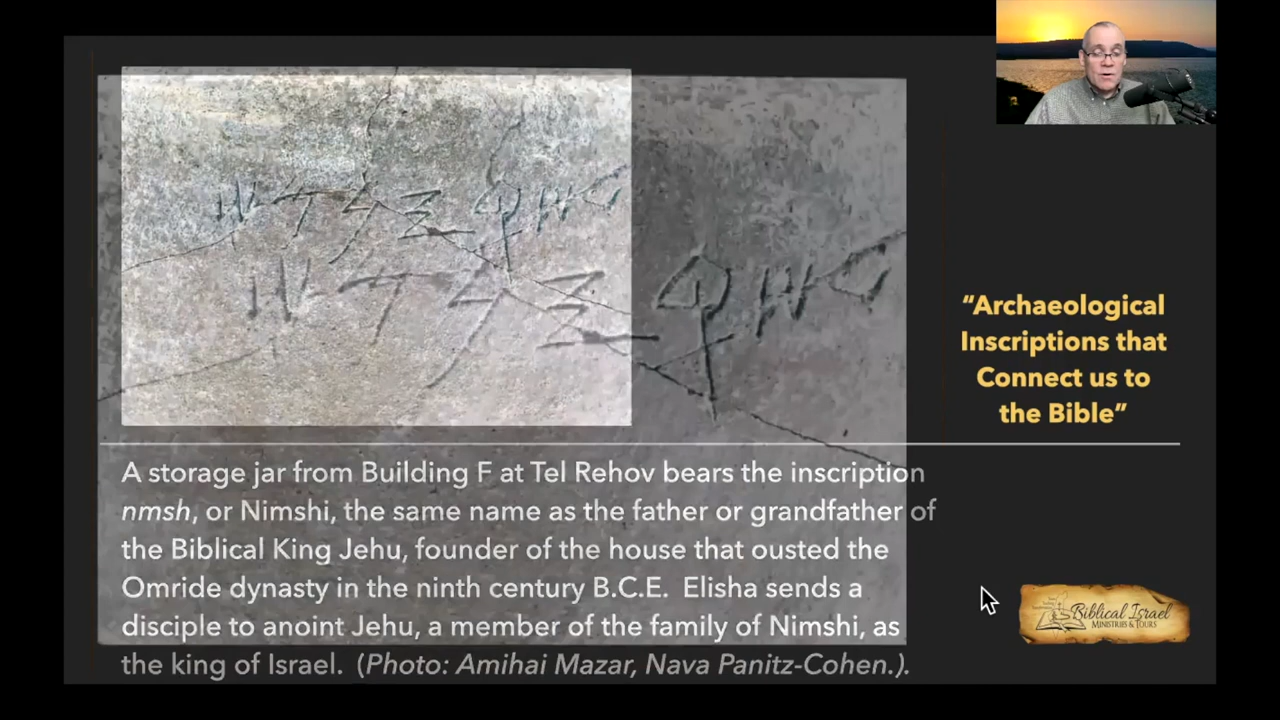 “Archaeological
Inscriptions that
Connect us to
the Bible”
A storage jar from Building F at Tel Rehov bears the inscription
nmsh, or Nimshi, the same name as the father or grandfather of
the Biblical King Jehu, founder of the house that ousted the
Omride dynasty in the ninth century B.C.E. Elisha sends a
disciple to anoint Jehu, a member of the family of Nimshi, as
the king of Israel. (Photo: Amihai Mazar, Nava Panitz-Cohen.).
Biblical Israel
MINISTRIES & TOURS